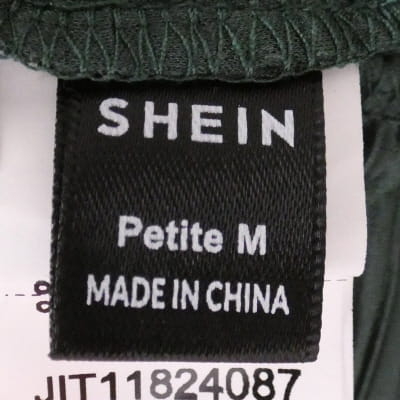 SHEIN
Petite M
MADE IN CHINA
JIT11824087